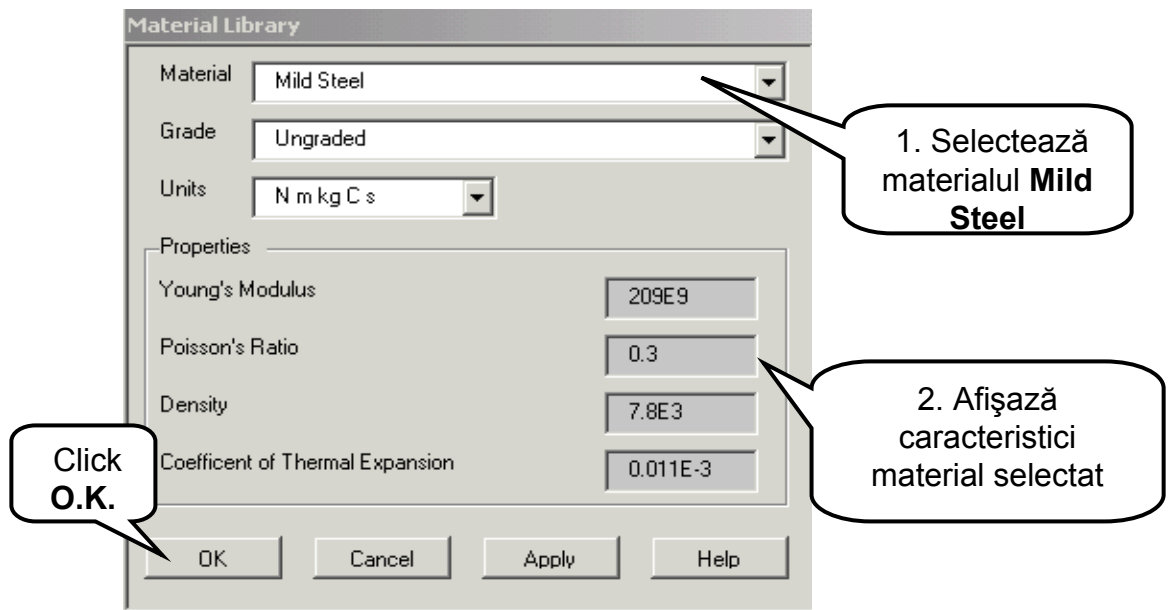 Material Library
Material
Mild Steel
Grade
Ungraded
Units
N m kg C s
Properties
Young's Modulus
209E9
Poisson's Ratio
0.3
Density
7.8E3
Coefficent of Thermal Expansion
0.011E-3
OK
Cancel
Apply
Help
1. Selectează
materialul Mild
Steel
2. Afişază
caracteristici
material selectat
Click
O.K.